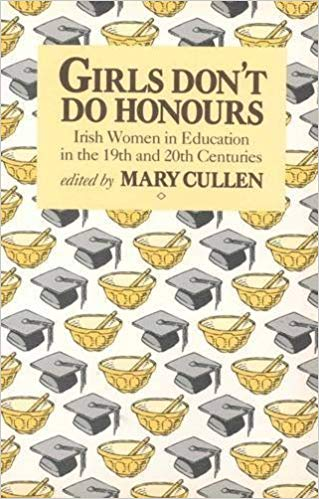 GIRLS DON'T
DO HONOURS
Irish Women in Education
in the 19th and 20th Centuries
edited by MARY CULLEN